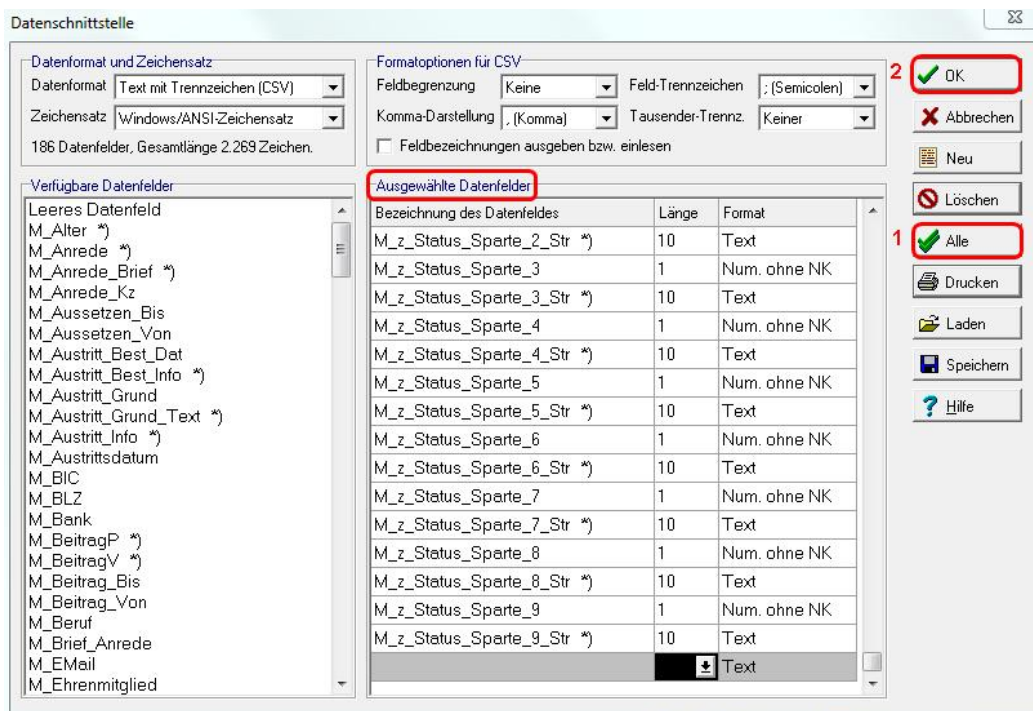 Datenschnittstelle
Datenformat und Zeichensatz
Datenformat Text mit Trennzeichen (CSV)
Zeichensatz Windows/ANSI-Zeichensatz
186 Datenfelder, Gesamtlänge 2.269 Zeichen.
Formatoptionen für CSV
Feldbegrenzung Keine Feld-Trennzeichen ; (Semicolen)
Komma-Darstellung , (Komma) Tausender-Trennz. Keiner
Feldbezeichnungen ausgeben bzw. einlesen
Verfügbare Datenfelder
Leeres Datenfeld
M_Alter *)
M_Anrede *)
M_Anrede_Brief *)
M_Anrede_Kz
M_Aussetzen_Bis
M_Aussetzen_Von
M_Austritt_Best_Dat
M_Austritt_Best_Info *)
M_Austritt_Grund
M_Austritt_Grund_Text *)
M_Austritt_Info *)
M_Austrittsdatum
M_BIC
M_BLZ
M_Bank
M_BeitragP *)
M_BeitragV *)
M_Beitrag_Bis
M_Beitrag_Von
M_Beruf
M_Brief_Anrede
M_EMail
M_Ehrenmitglied
Ausgewählte Datenfelder
Bezeichnung des Datenfeldes Länge Format
M_z_Status_Sparte_2_Str *) 10 Text
M_z_Status_Sparte_3 1 Num. ohne NK
M_z_Status_Sparte_3_Str *) 10 Text
M_z_Status_Sparte_4 1 Num. ohne NK
M_z_Status_Sparte_4_Str *) 10 Text
M_z_Status_Sparte_5 1 Num. ohne NK
M_z_Status_Sparte_5_Str *) 10 Text
M_z_Status_Sparte_6 1 Num. ohne NK
M_z_Status_Sparte_6_Str *) 10 Text
M_z_Status_Sparte_7 1 Num. ohne NK
M_z_Status_Sparte_7_Str *) 10 Text
M_z_Status_Sparte_8 1 Num. ohne NK
M_z_Status_Sparte_8_Str *) 10 Text
M_z_Status_Sparte_9 1 Num. ohne NK
M_z_Status_Sparte_9_Str *) 10 Text
Text
2 OK
Abbrechen
Neu
Löschen
1 Alle
Drucken
Laden
Speichern
Hilfe